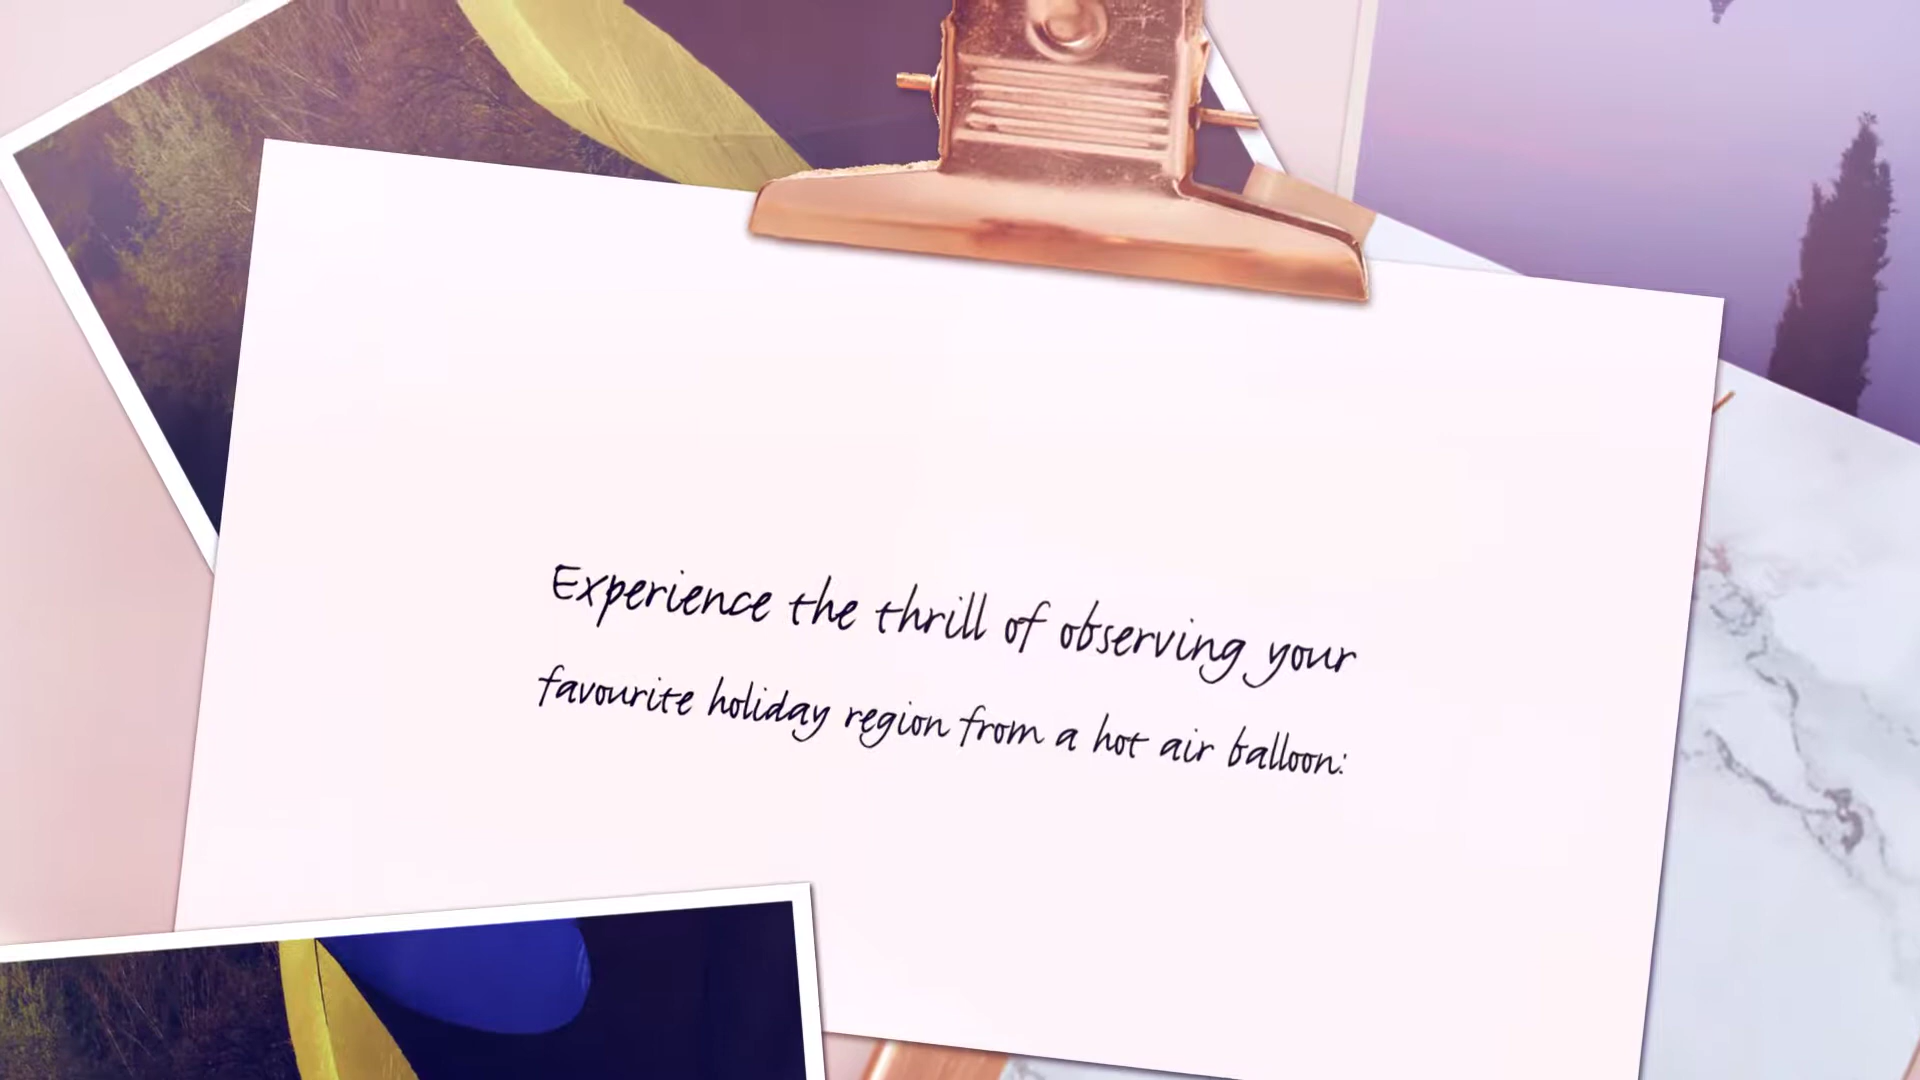 Experience the thrill of observing your
favourite holiday region from a hot air balloon: